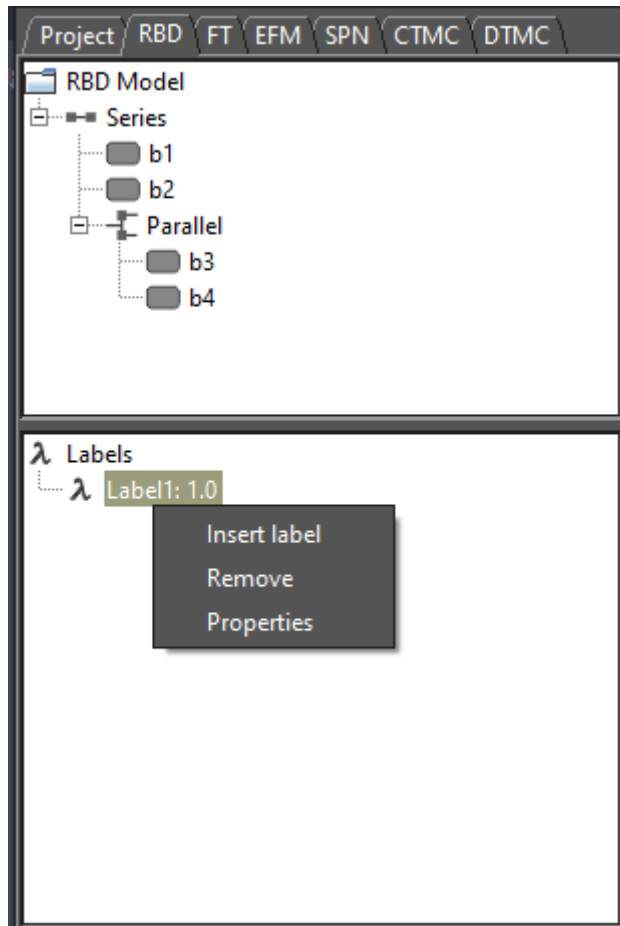 Project RBD FT EFM SPN CTMC DTMC
RBD Model
Series
b1
b2
Parallel
b3
b4
λ Labels
λ Label1: 1.0
Insert label
Remove
Properties